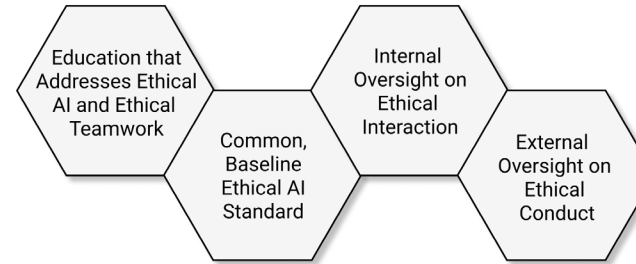 Education that
Addresses Ethical
AI and Ethical
Teamwork
Common,
Baseline
Ethical AI
Standard
Internal
Oversight on
Ethical
Interaction
External
Oversight on
Ethical
Conduct